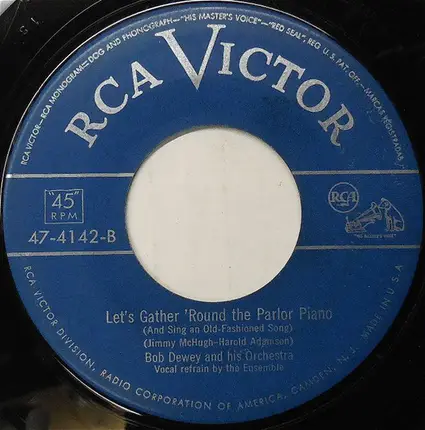 RCA VICTOR—RCA MONOGRAM—DOG AND PHONOGRAPH—"HIS MASTER'S VOICE"—"RED SEAL", REG. U.S. PAT. OFF.—MARCAS REGISTRADAS
RCA VICTOR
"45"
RPM
47-4142-B
RCA
"HIS MASTER'S VOICE"
Let's Gather 'Round the Parlor Piano
(And Sing an Old-Fashioned Song)
(Jimmy McHugh-Harold Adamson)
Bob Dewey and his Orchestra
Vocal refrain by the Ensemble
RCA VICTOR DIVISION, RADIO CORPORATION OF AMERICA, CAMDEN, N. J. MADE IN U.S.A.